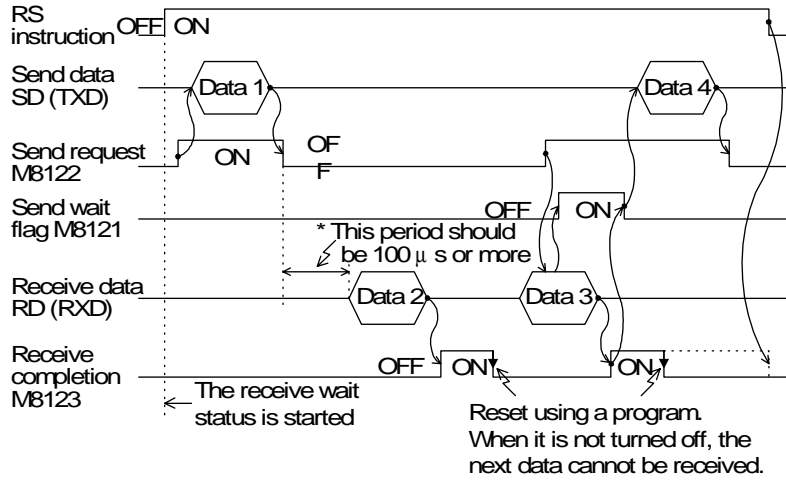 RS
instruction
OFF
ON
Send data
SD (TXD)
Data 1
Data 4
Send request
M8122
ON
OF
F
Send wait
flag M8121
OFF
ON
* This period should
be 100 μ s or more
Receive data
RD (RXD)
Data 2
Data 3
Receive
completion
M8123
OFF
ON
ON
The receive wait
status is started
Reset using a program.
When it is not turned off, the
next data cannot be received.